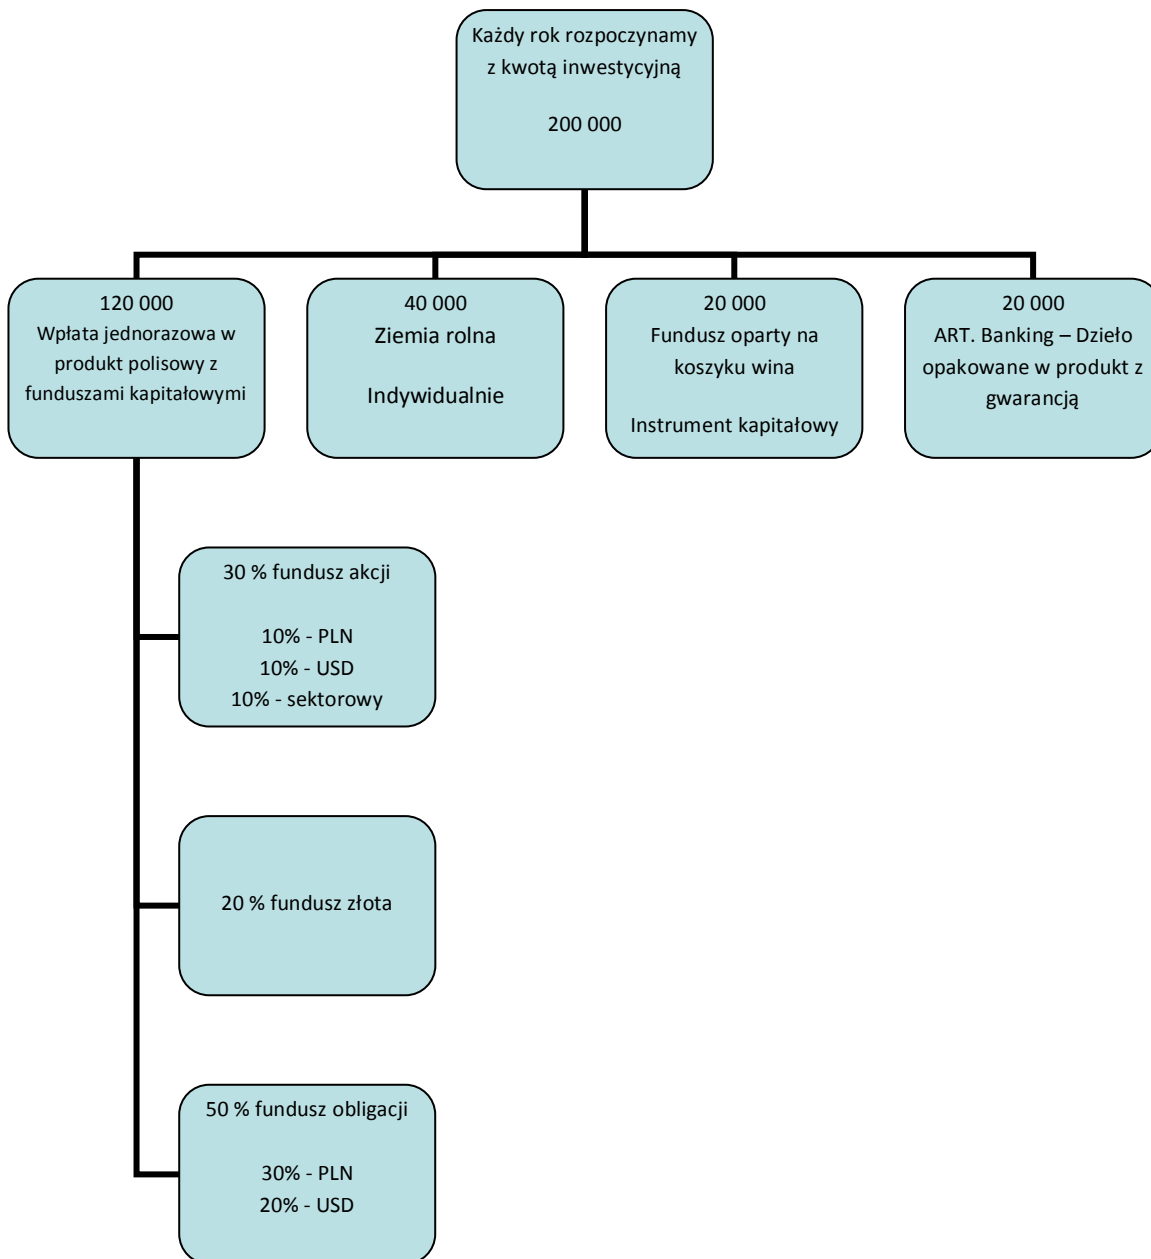 Każdy rok rozpoczynamy
z kwotą inwestycyjną
200 000
120 000
Wpłata jednorazowa w
produkt polisowy z
funduszami kapitałowymi
40 000
Ziemia rolna
Indywidualnie
20 000
Fundusz oparty na
koszyku wina
Instrument kapitałowy
20 000
ART. Banking – Dzieło
opakowane w produkt z
gwarancją
30 % fundusz akcji
10% - PLN
10% - USD
10% - sektorowy
20 % fundusz złota
50 % fundusz obligacji
30% - PLN
20% - USD